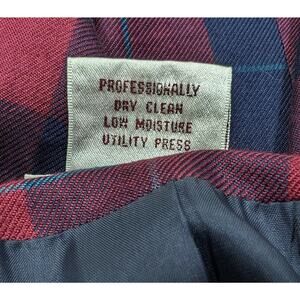 PROFESSIONALLY
DRY CLEAN
LOW MOISTURE
UTILITY PRESS